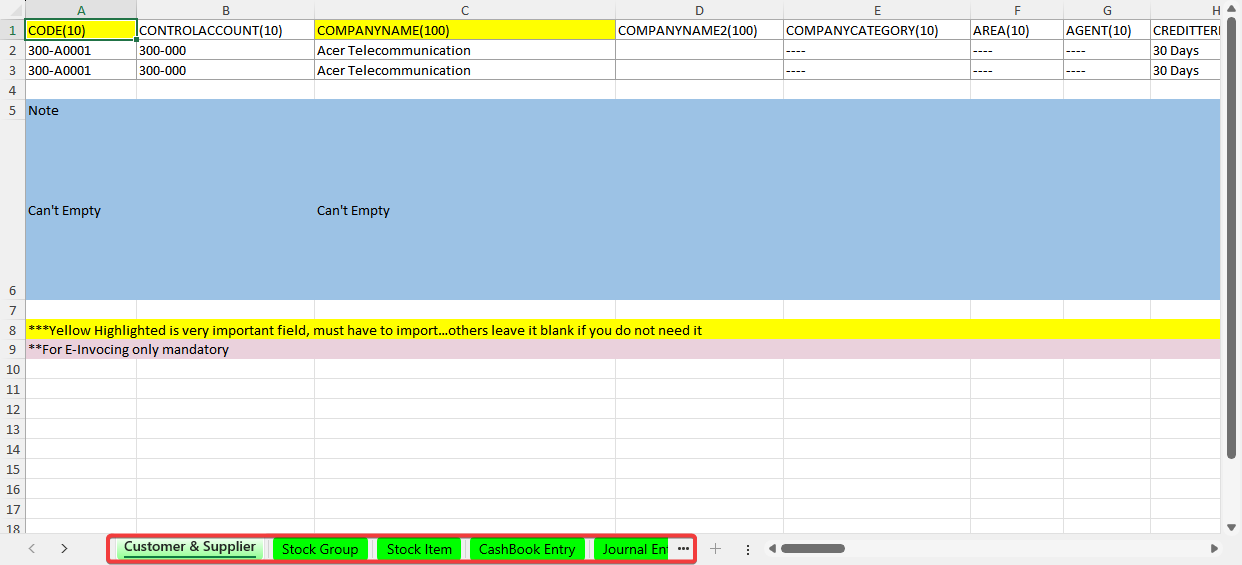 A B C D E F G H
1 CODE(10) CONTROLACCOUNT(10) COMPANYNAME(100) COMPANYNAME2(100) COMPANYCATEGORY(10) AREA(10) AGENT(10) CREDITTER
2 300-A0001 300-000 Acer Telecommunication ---- ---- ---- 30 Days
3 300-A0001 300-000 Acer Telecommunication ---- ---- ---- 30 Days
4
5 Note
Can't Empty Can't Empty
6
7
8 ***Yellow Highlighted is very important field, must have to import...others leave it blank if you do not need it
9 **For E-Invocing only mandatory
10
11
12
13
14
15
16
17
18
Customer & Supplier Stock Group Stock Item CashBook Entry Journal En